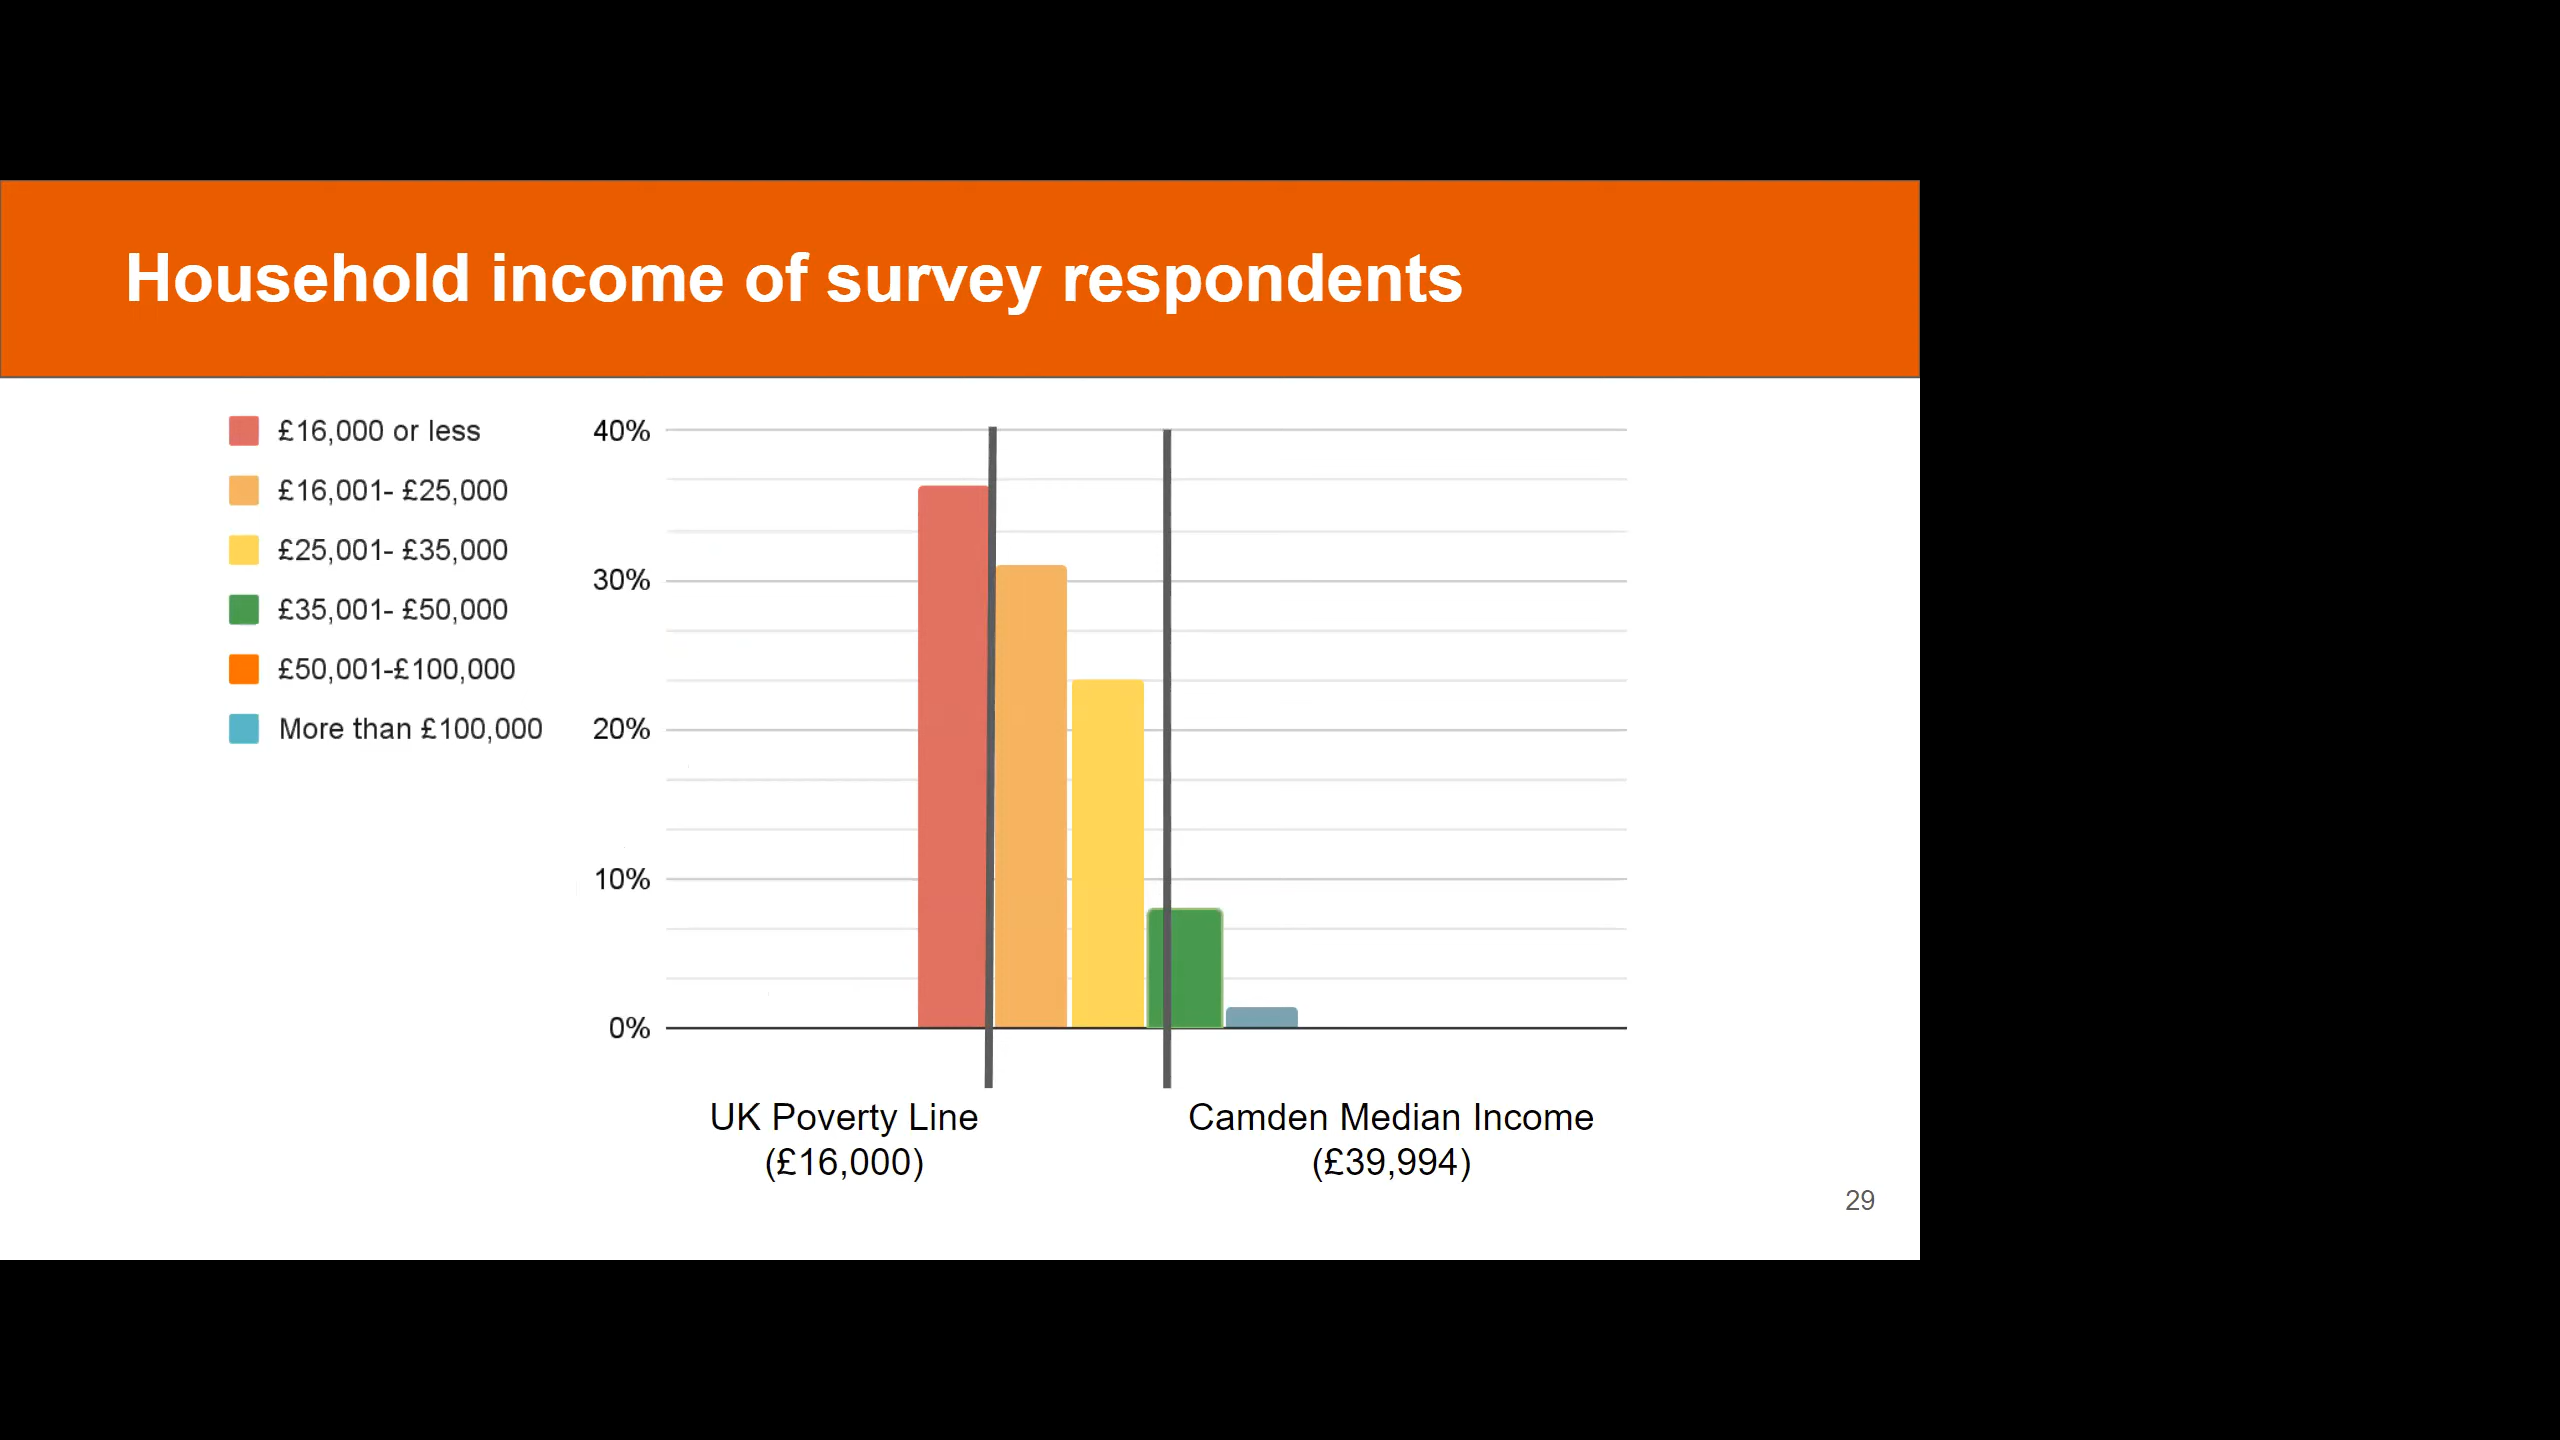 Household income of survey respondents
£16,000 or less
£16,001- £25,000
£25,001- £35,000
£35,001- £50,000
£50,001-£100,000
More than £100,000
40%
30%
20%
10%
0%
UK Poverty Line
(£16,000)
Camden Median Income
(£39,994)
29